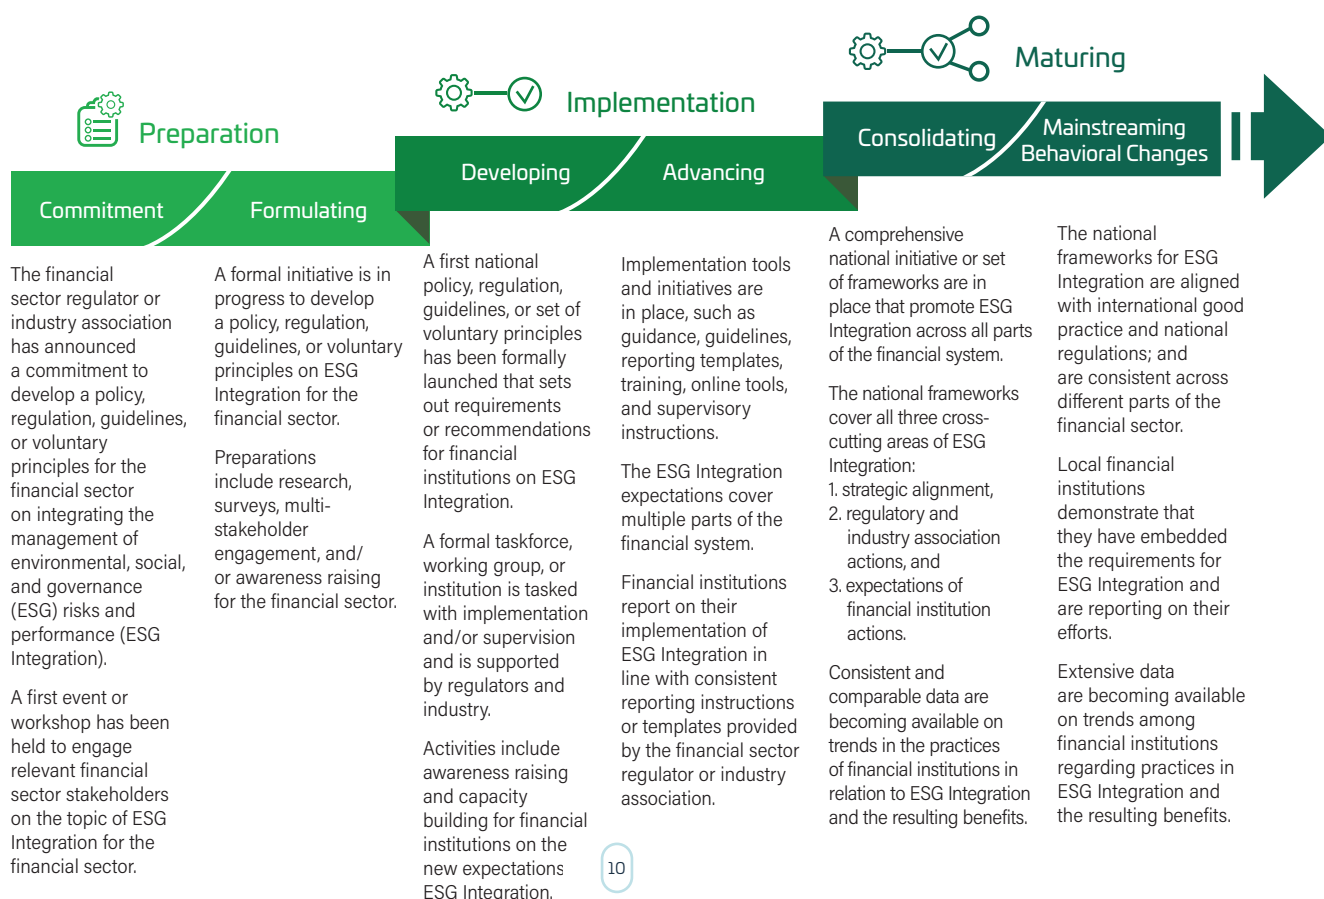 Preparation
Commitment
Formulating
The financial
sector regulator or
industry association
has announced
a commitment to
develop a policy,
regulation, guidelines,
or voluntary
principles for the
financial sector
on integrating the
management of
environmental, social,
and governance
(ESG) risks and
performance (ESG
Integration).
A first event or
workshop has been
held to engage
relevant financial
sector stakeholders
on the topic of ESG
Integration for the
financial sector.
A formal initiative is in
progress to develop
a policy, regulation,
guidelines, or voluntary
principles on ESG
Integration for the
financial sector.
Preparations
include research,
surveys, multi-
stakeholder
engagement, and/
or awareness raising
for the financial sector.
Implementation
Developing
Advancing
A first national
policy, regulation,
guidelines, or set of
voluntary principles
has been formally
launched that sets
out requirements
or recommendations
for financial
institutions on ESG
Integration.
A formal taskforce,
working group, or
institution is tasked
with implementation
and/or supervision
and is supported
by regulators and
industry.
Activities include
awareness raising
and capacity
building for financial
institutions on the
new expectations
ESG Integration.
Implementation tools
and initiatives are
in place, such as
guidance, guidelines,
reporting templates,
training, online tools,
and supervisory
instructions.
The ESG Integration
expectations cover
multiple parts of the
financial system.
Financial institutions
report on their
implementation of
ESG Integration in
line with consistent
reporting instructions
or templates provided
by the financial sector
regulator or industry
association.
Maturing
Consolidating
Mainstreaming
Behavioral Changes
A comprehensive
national initiative or set
of frameworks are in
place that promote ESG
Integration across all parts
of the financial system.
The national frameworks
cover all three cross-
cutting areas of ESG
Integration:
1. strategic alignment,
2. regulatory and
industry association
actions, and
3. expectations of
financial institution
actions.
Consistent and
comparable data are
becoming available on
trends in the practices
of financial institutions in
relation to ESG Integration
and the resulting benefits.
The national
frameworks for ESG
Integration are aligned
with international good
practice and national
regulations; and
are consistent across
different parts of the
financial sector.
Local financial
institutions
demonstrate that
they have embedded
the requirements for
ESG Integration and
are reporting on their
efforts.
Extensive data
are becoming available
on trends among
financial institutions
regarding practices in
ESG Integration and
the resulting benefits.
10